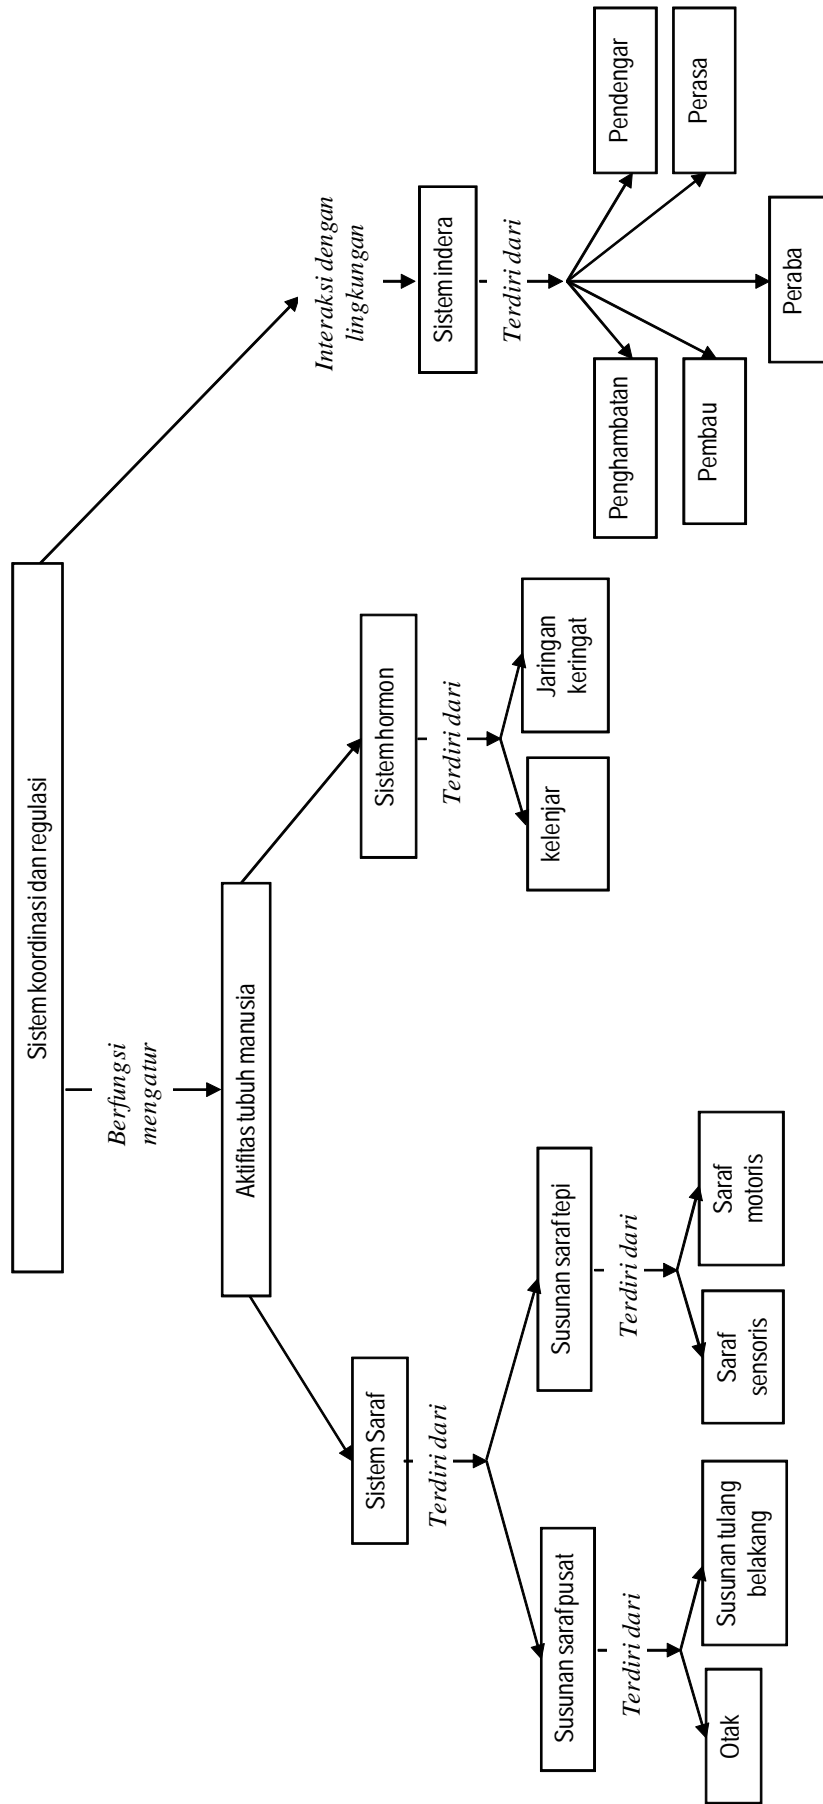 Sistem koordinasi dan regulasi
Berfungsi
mengatur
Interaksi dengan
lingkungan
Aktifitas tubuh manusia
Sistem Saraf
Sistem hormon
Sistem indera
Terdiri dari
Terdiri dari
Terdiri dari
Susunan saraf pusat
Susunan saraf tepi
kelenjar
Jaringan
keringat
Penghambatan
Pendengar
Pembau
Perasa
Peraba
Terdiri dari
Terdiri dari
Otak
Susunan tulang
belakang
Saraf
sensoris
Saraf
motoris